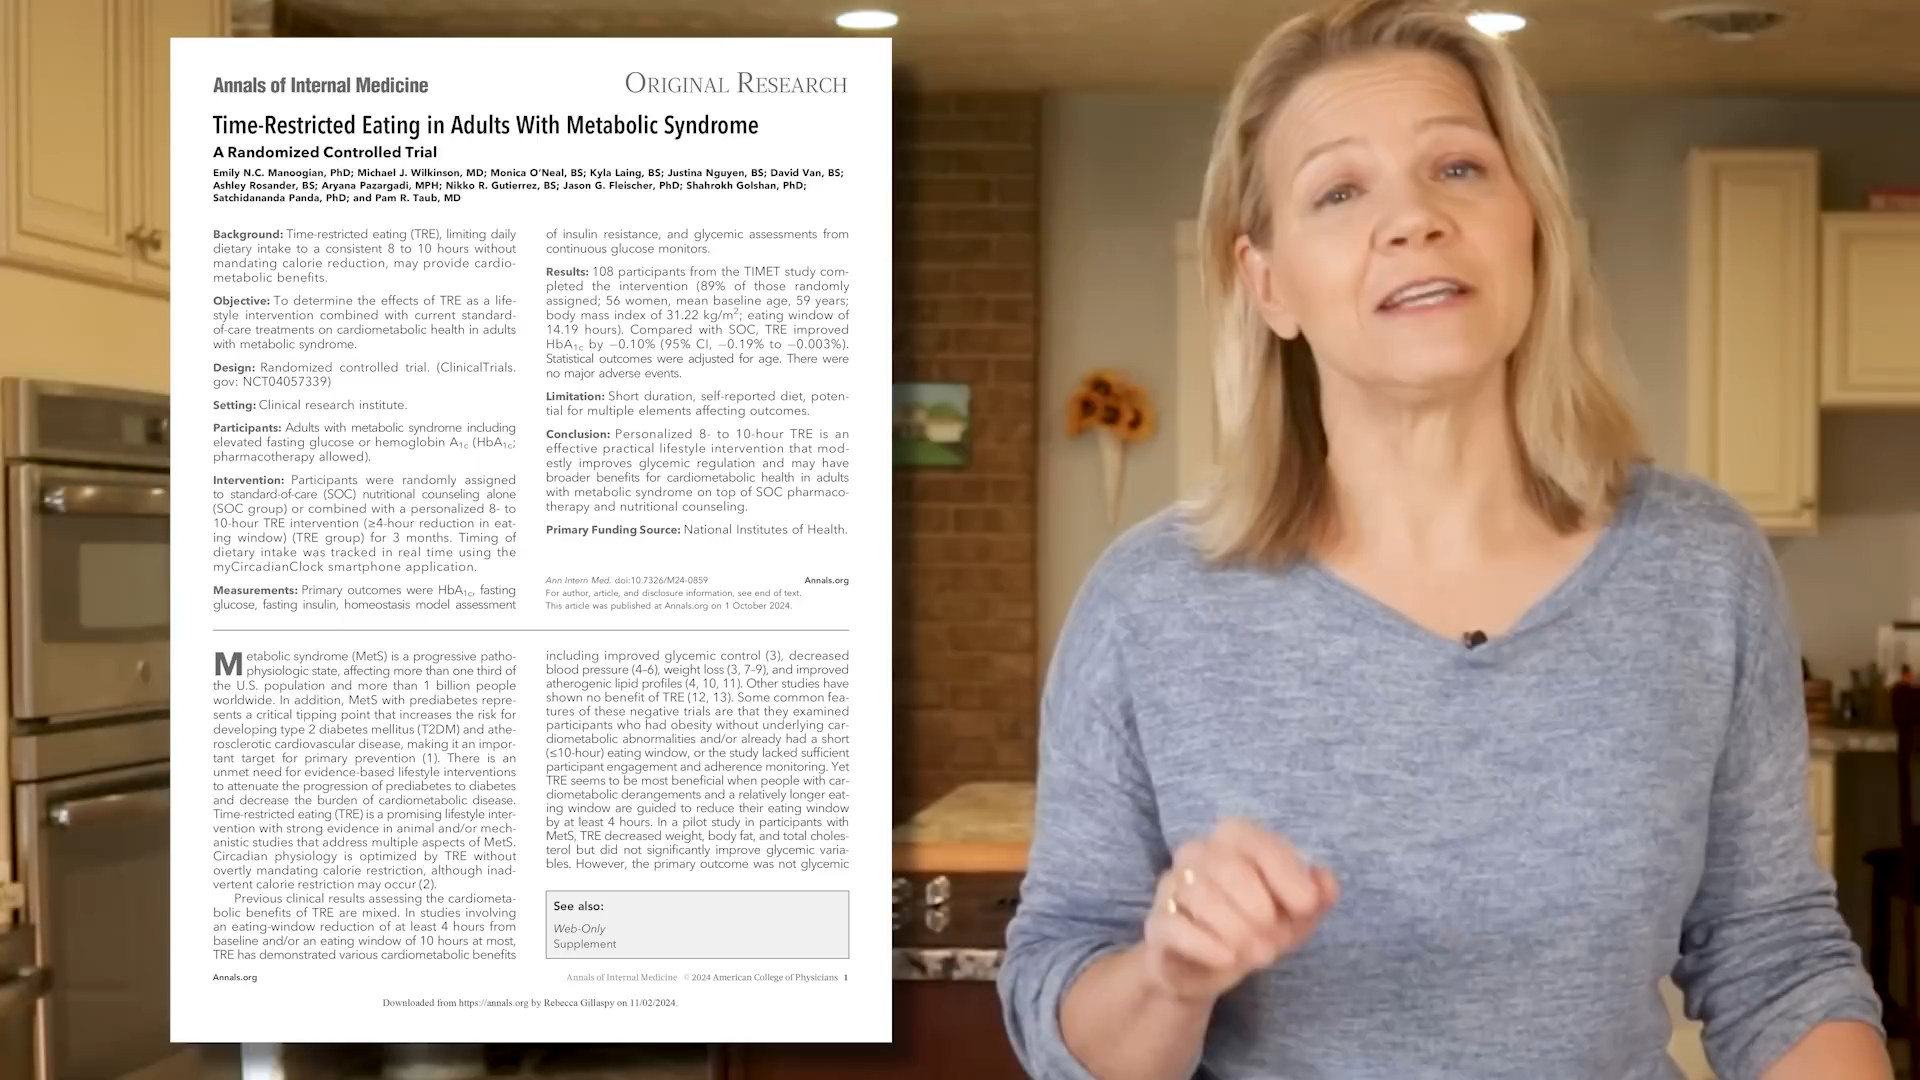 Annals of Internal Medicine
ORIGINAL RESEARCH
Time-Restricted Eating in Adults With Metabolic Syndrome
A Randomized Controlled Trial
Emily N.C. Manoogian, PhD; Michael J. Wilkinson, MD; Monica O'Neal, BS; Kyla Laing, BS; Justina Nguyen, BS; David Van, BS;
Ashley Rosander, BS; Aryana Pazargadi, MPH; Nikko R. Gutierrez, BS; Jason G. Fleischer, PhD; Shahrokh Golshan, PhD;
Satchidananda Panda, PhD; and Pam R. Taub, MD
Background: Time-restricted eating (TRE), limiting daily
dietary intake to a consistent 8 to 10 hours without
mandating calorie reduction, may provide cardio-
metabolic benefits.
Objective: To determine the effects of TRE as a life-
style intervention combined with current standard-
of-care treatments on cardiometabolic health in adults
with metabolic syndrome.
Design: Randomized controlled trial. (ClinicalTrials.
gov: NCT04057339)
Setting: Clinical research institute.
Participants: Adults with metabolic syndrome including
elevated fasting glucose or hemoglobin A1c (HbA1c;
pharmacotherapy allowed).
Intervention: Participants were randomly assigned
to standard-of-care (SOC) nutritional counseling alone
(SOC group) or combined with a personalized 8- to
10-hour TRE intervention (≥4-hour reduction in eat-
ing window) (TRE group) for 3 months. Timing of
dietary intake was tracked in real time using the
myCircadianClock smartphone application.
Measurements: Primary outcomes were HbA1c, fasting
glucose, fasting insulin, homeostasis model assessment
of insulin resistance, and glycemic assessments from
continuous glucose monitors.
Results: 108 participants from the TIMET study com-
pleted the intervention (89% of those randomly
assigned; 56 women, mean baseline age, 59 years;
body mass index of 31.22 kg/m2; eating window of
14.19 hours). Compared with SOC, TRE improved
HbA1c by −0.10% (95% CI, −0.19% to −0.003%).
Statistical outcomes were adjusted for age. There were
no major adverse events.
Limitation: Short duration, self-reported diet, poten-
tial for multiple elements affecting outcomes.
Conclusion: Personalized 8- to 10-hour TRE is an
effective practical lifestyle intervention that mod-
estly improves glycemic regulation and may have
broader benefits for cardiometabolic health in adults
with metabolic syndrome on top of SOC pharmaco-
therapy and nutritional counseling.
Primary Funding Source: National Institutes of Health.
Ann Intern Med. doi:10.7326/M24-0859 Annals.org
For author, article, and disclosure information, see end of text.
This article was published at Annals.org on 1 October 2024.
Metabolic syndrome (MetS) is a progressive patho-
physiologic state, affecting more than one third of
the U.S. population and more than 1 billion people
worldwide. In addition, MetS with prediabetes repre-
sents a critical tipping point that increases the risk for
developing type 2 diabetes mellitus (T2DM) and athe-
rosclerotic cardiovascular disease, making it an impor-
tant target for primary prevention (1). There is an
unmet need for evidence-based lifestyle interventions
to attenuate the progression of prediabetes to diabetes
and decrease the burden of cardiometabolic disease.
Time-restricted eating (TRE) is a promising lifestyle inter-
vention with strong evidence in animal and/or mech-
anistic studies that address multiple aspects of MetS.
Circadian physiology is optimized by TRE without
overtly mandating calorie restriction, although inad-
vertent calorie restriction may occur (2).
Previous clinical results assessing the cardiometa-
bolic benefits of TRE are mixed. In studies involving
an eating-window reduction of at least 4 hours from
baseline and/or an eating window of 10 hours at most,
TRE has demonstrated various cardiometabolic benefits
including improved glycemic control (3), decreased
blood pressure (4–6), weight loss (3, 7–9), and improved
atherogenic lipid profiles (4, 10, 11). Other studies have
shown no benefit of TRE (12, 13). Some common fea-
tures of these negative trials are that they examined
participants who had obesity without underlying car-
diometabolic abnormalities and/or already had a short
(≤10-hour) eating window, or the study lacked sufficient
participant engagement and adherence monitoring. Yet
TRE seems to be most beneficial when people with car-
diometabolic derangements and a relatively longer eat-
ing window are guided to reduce their eating window
by at least 4 hours. In a pilot study in participants with
MetS, TRE decreased weight, body fat, and total choles-
terol but did not significantly improve glycemic varia-
bles. However, the primary outcome was not glycemic
See also:
Web-Only
Supplement
Annals.org
Annals of Internal Medicine © 2024 American College of Physicians 1
Downloaded from https://annals.org by Rebecca Gillaspy on 11/02/2024.